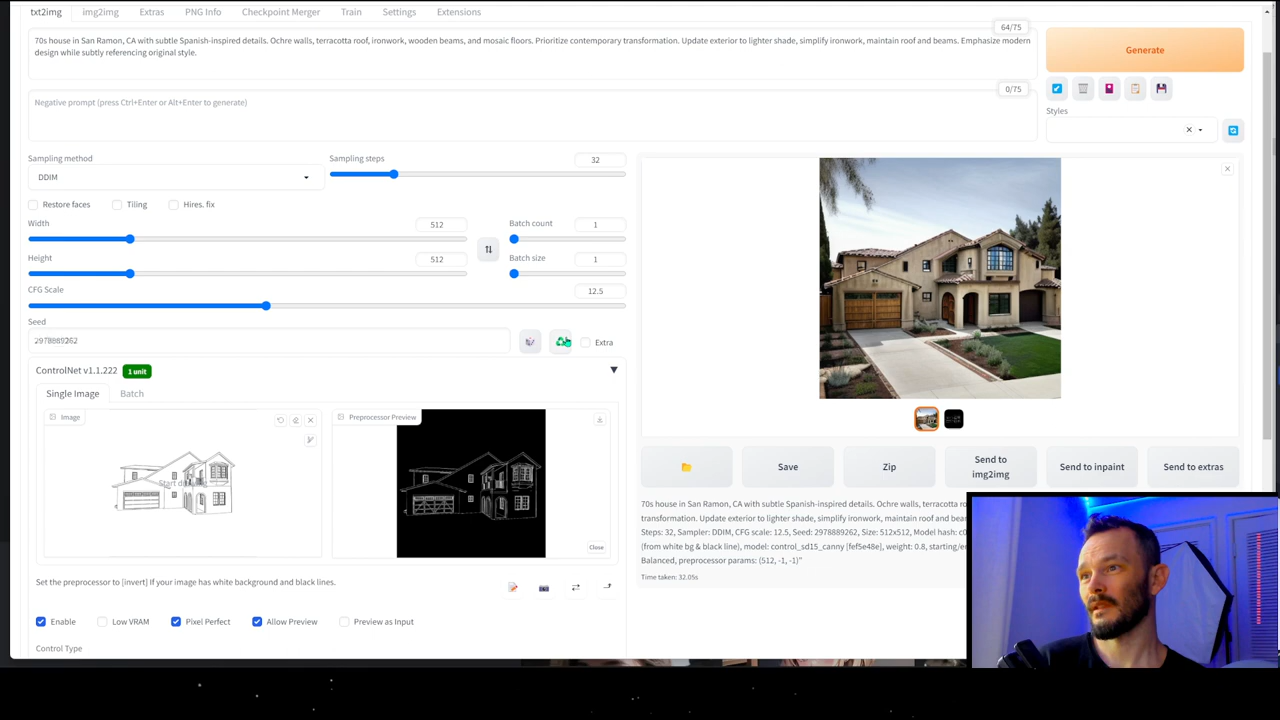 txt2img img2img Extras PNG Info Checkpoint Merger Train Settings Extensions
64/75
70s house in San Ramon, CA with subtle Spanish-inspired details. Ochre walls, terracotta roof, ironwork, wooden beams, and mosaic floors. Prioritize contemporary transformation. Update exterior to lighter shade, simplify ironwork, maintain roof and beams. Emphasize modern
design while subtly referencing original style.
Generate
0/75
Negative prompt (press Ctrl+Enter or Alt+Enter to generate)
Styles
Sampling method
DDIM
Sampling steps
32
Restore faces Tiling Hires. fix
Width
512
Batch count
1
Height
512
Batch size
1
CFG Scale
12.5
Seed
2978889262
Extra
ControlNet v1.1.222 1 unit
Single Image Batch
Image
Preprocessor Preview
Close
Set the preprocessor to [invert] If your image has white background and black lines.
Enable Low VRAM Pixel Perfect Allow Preview Preview as Input
Control Type
Save
Zip
Send to
img2img
Send to inpaint
Send to extras
70s house in San Ramon, CA with subtle Spanish-inspired details. Ochre walls, terracotta
transformation. Update exterior to lighter shade, simplify ironwork, maintain roof and
Steps: 32, Sampler: DDIM, CFG scale: 12.5, Seed: 2978889262, Size: 512x512, Model hash:
(from white bg & black line), model: control_sd15_canny [fef5e48e], weight: 0.8,
Balanced, preprocessor params: (512, -1, -1)"
Time taken: 32.05s